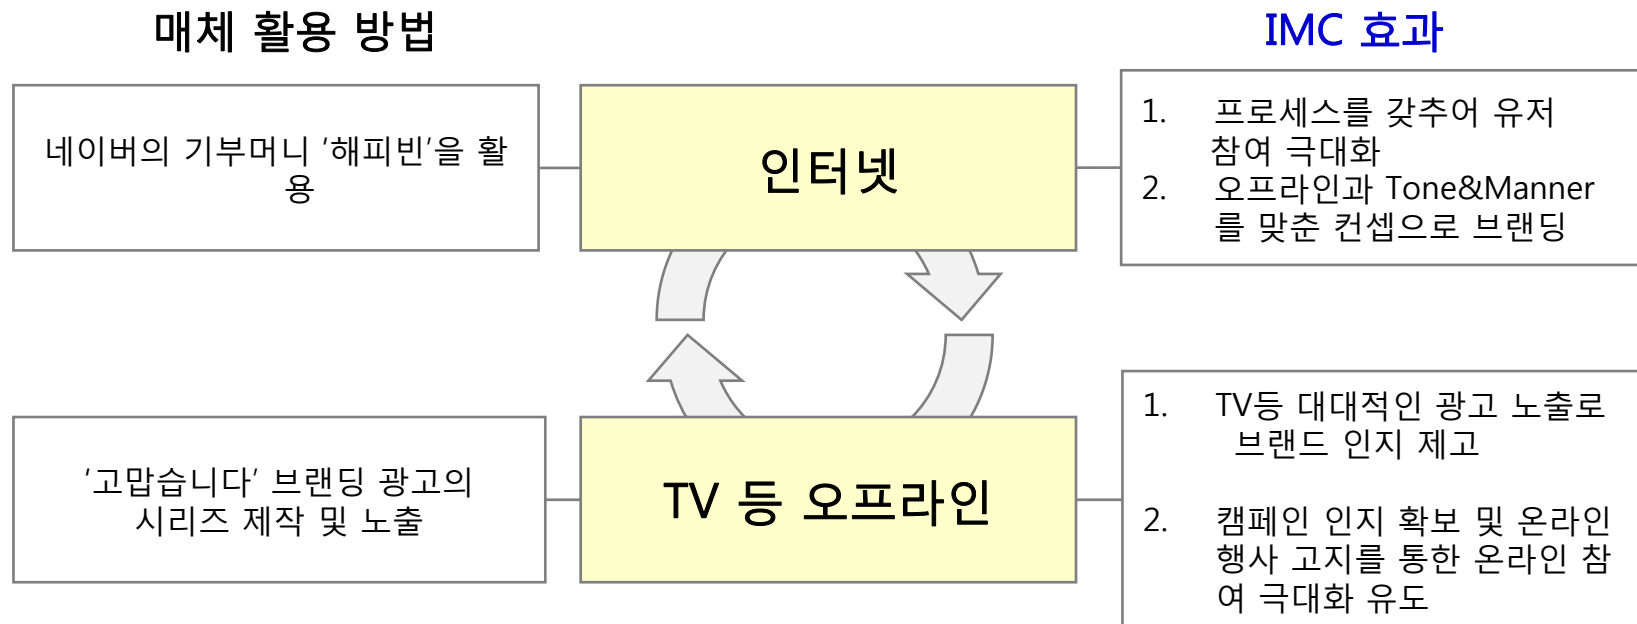 매체 활용 방법
IMC 효과
네이버의 기부머니 '해피빈'을 활
용
인터넷
1. 프로세스를 갖추어 유저
참여 극대화
2. 오프라인과 Tone&Manner
를 맞춘 컨셉으로 브랜딩
'고맙습니다' 브랜딩 광고의
시리즈 제작 및 노출
TV 등 오프라인
1. TV등 대대적인 광고 노출로
브랜드 인지 제고
2. 캠페인 인지 확보 및 온라인
행사 고지를 통한 온라인 참
여 극대화 유도